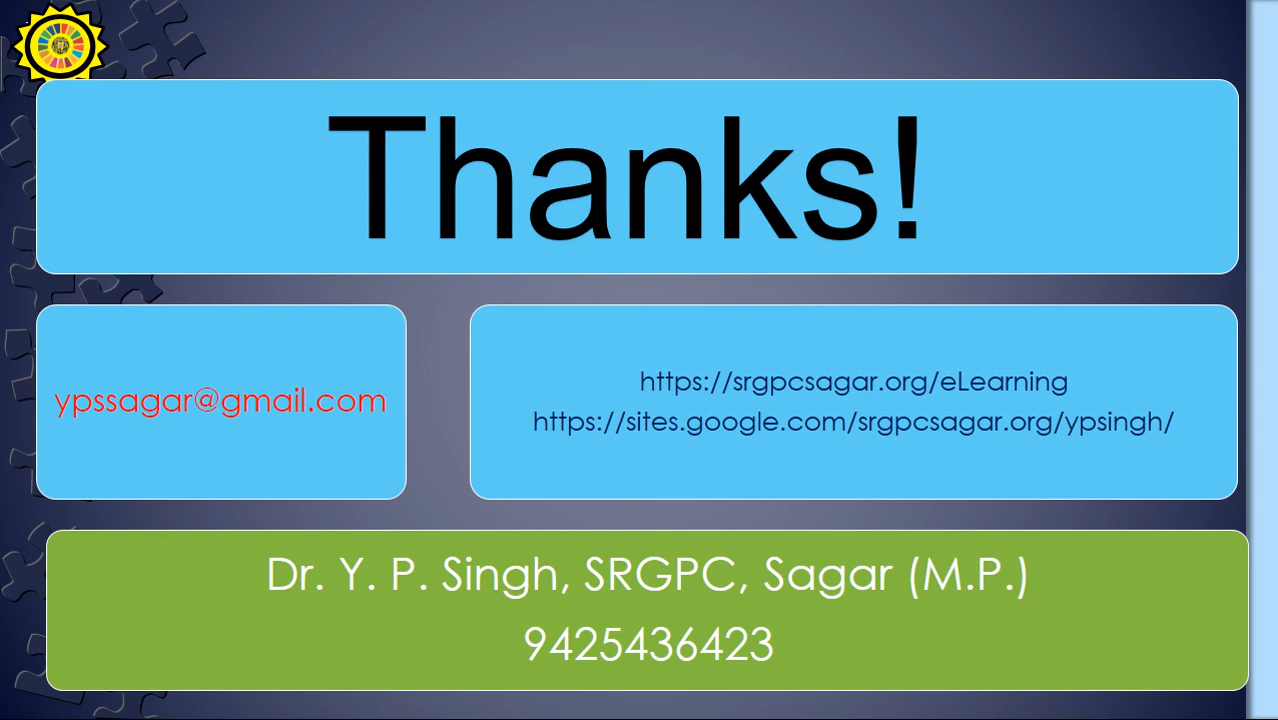 Thanks!
ypssagar@gmail.com
https://srgpcsagar.org/eLearning
https://sites.google.com/srgpcsagar.org/ypsingh/
Dr. Y. P. Singh, SRGPC, Sagar (M.P.)
9425436423